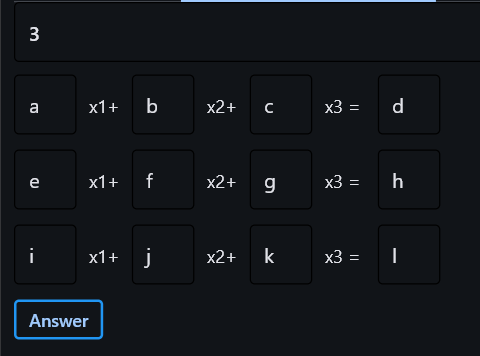 3
a x1+ b x2+ c x3 = d
e x1+ f x2+ g x3 = h
i x1+ j x2+ k x3 = l
Answer